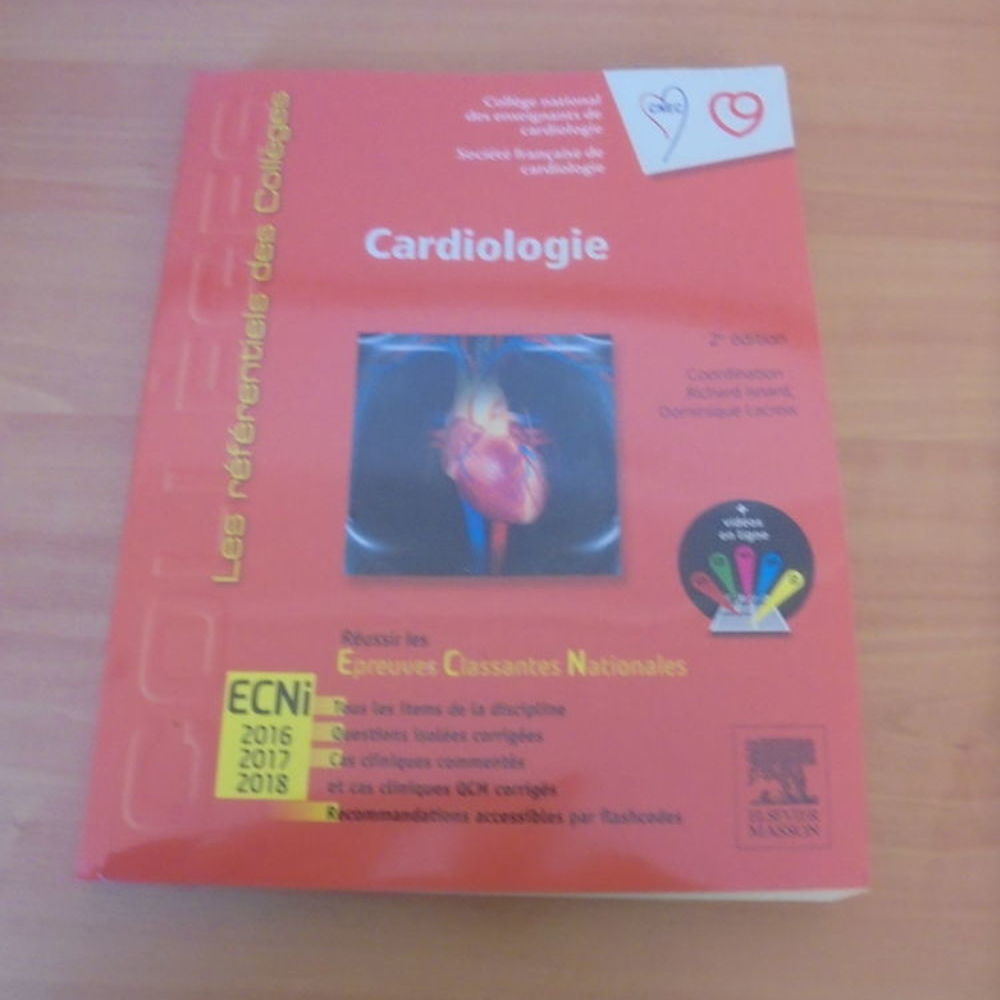 Collège national
des enseignants de
cardiologie
Société française de
cardiologie
CNEC
Les référentiels des Collèges
COLLEGES
Cardiologie
2e édition
Coordination :
Richard Isnard,
Dominique Lacroix
+
vidéos
en ligne
Réussir les
Epreuves Classantes Nationales
ECNi
2016
2017
2018
Tous les items de la discipline
Questions isolées corrigées
Cas cliniques commentés
et cas cliniques QCM corrigés
Recommandations accessibles par flashcodes
ELSEVIER
MASSON